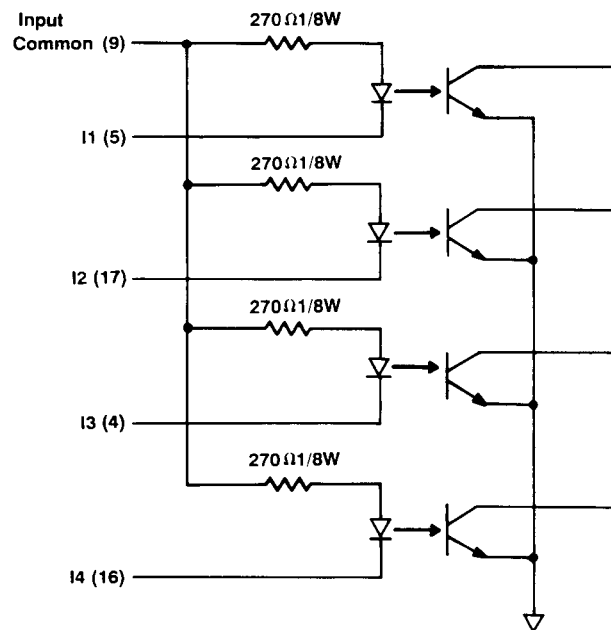 Input
Common (9)
270Ω1/8W
I1 (5)
270Ω1/8W
I2 (17)
270Ω1/8W
I3 (4)
270Ω1/8W
I4 (16)